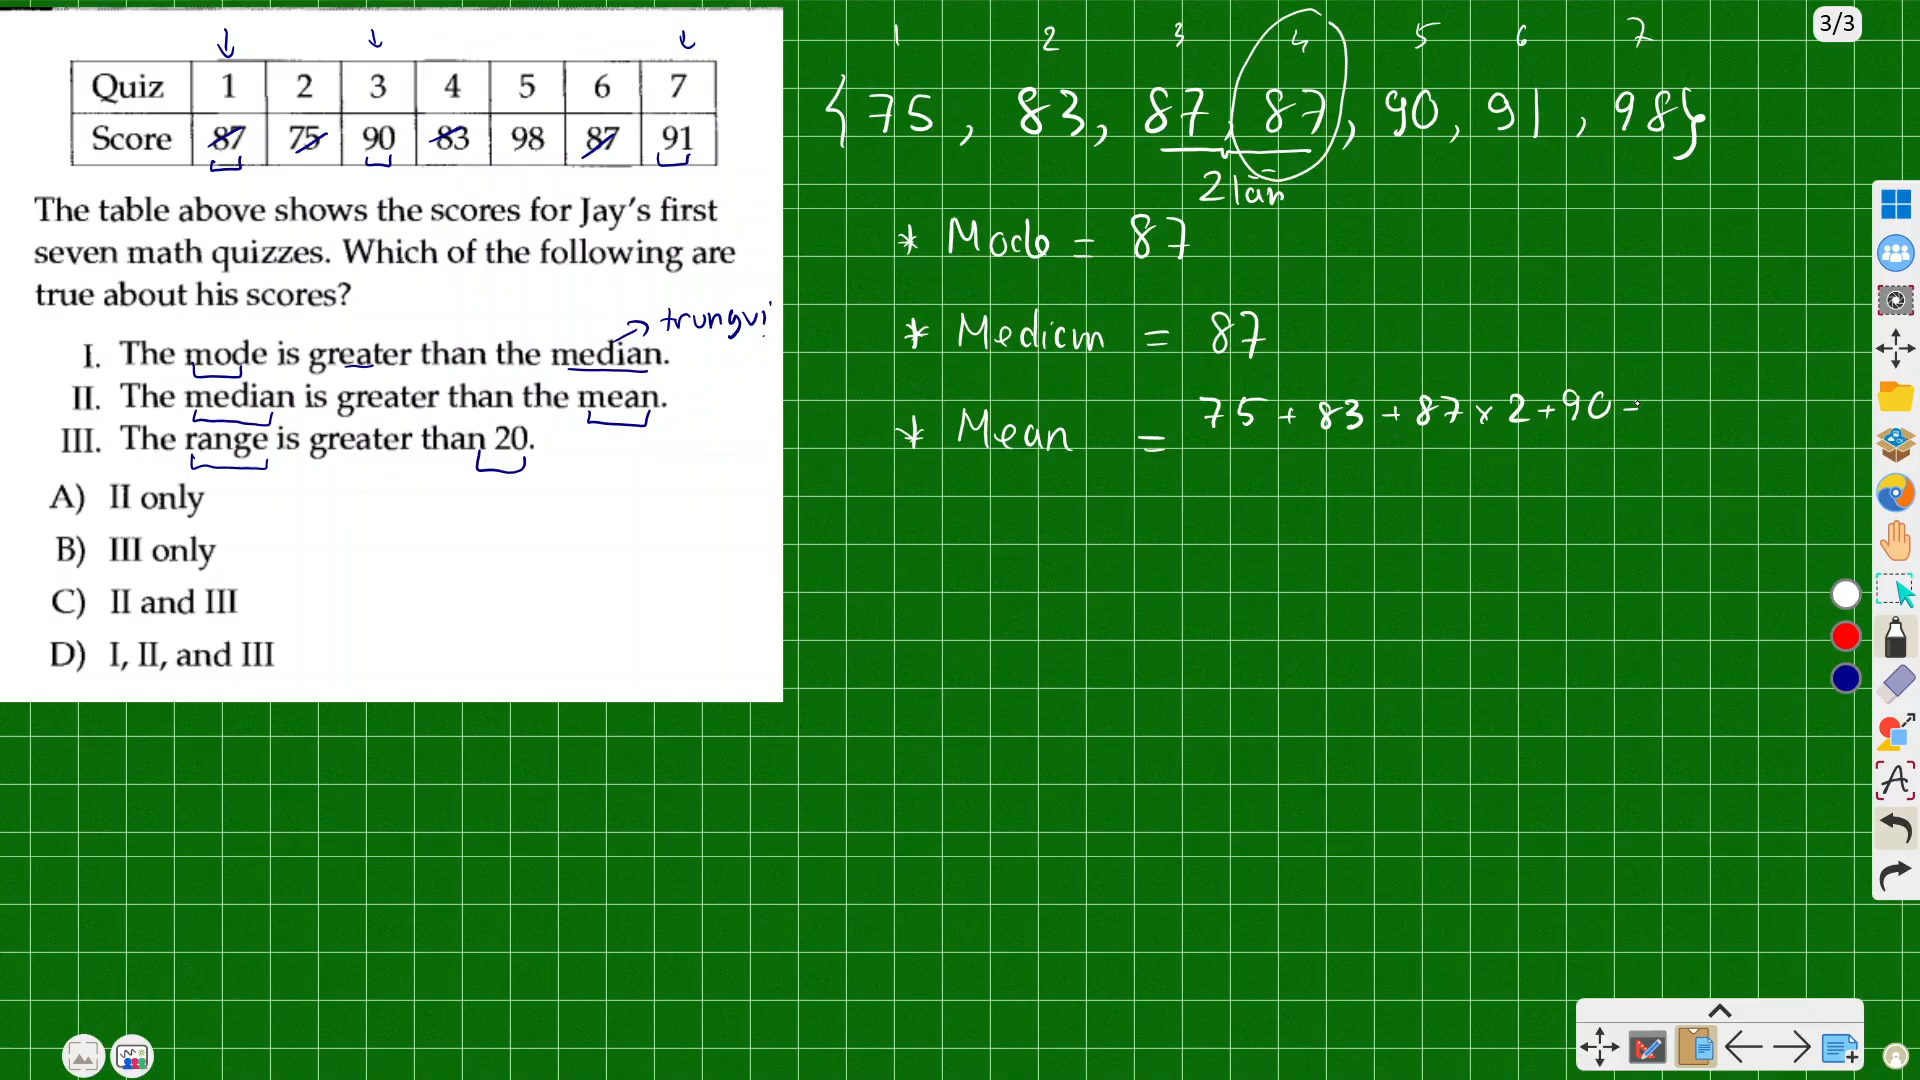 3/3
Quiz 1 2 3 4 5 6 7
Score 87 75 90 83 98 87 91
The table above shows the scores for Jay's first
seven math quizzes. Which of the following are
true about his scores?
trungvi
I. The mode is greater than the median.
II. The median is greater than the mean.
III. The range is greater than 20.
A) II only
B) III only
C) II and III
D) I, II, and III
1 2 3 4 5 6 7
{75, 83, 87, 87, 90, 91, 98}
2 lần
* Mode = 87
* Median = 87
* Mean = 75 + 83 + 87 x 2 + 90 -